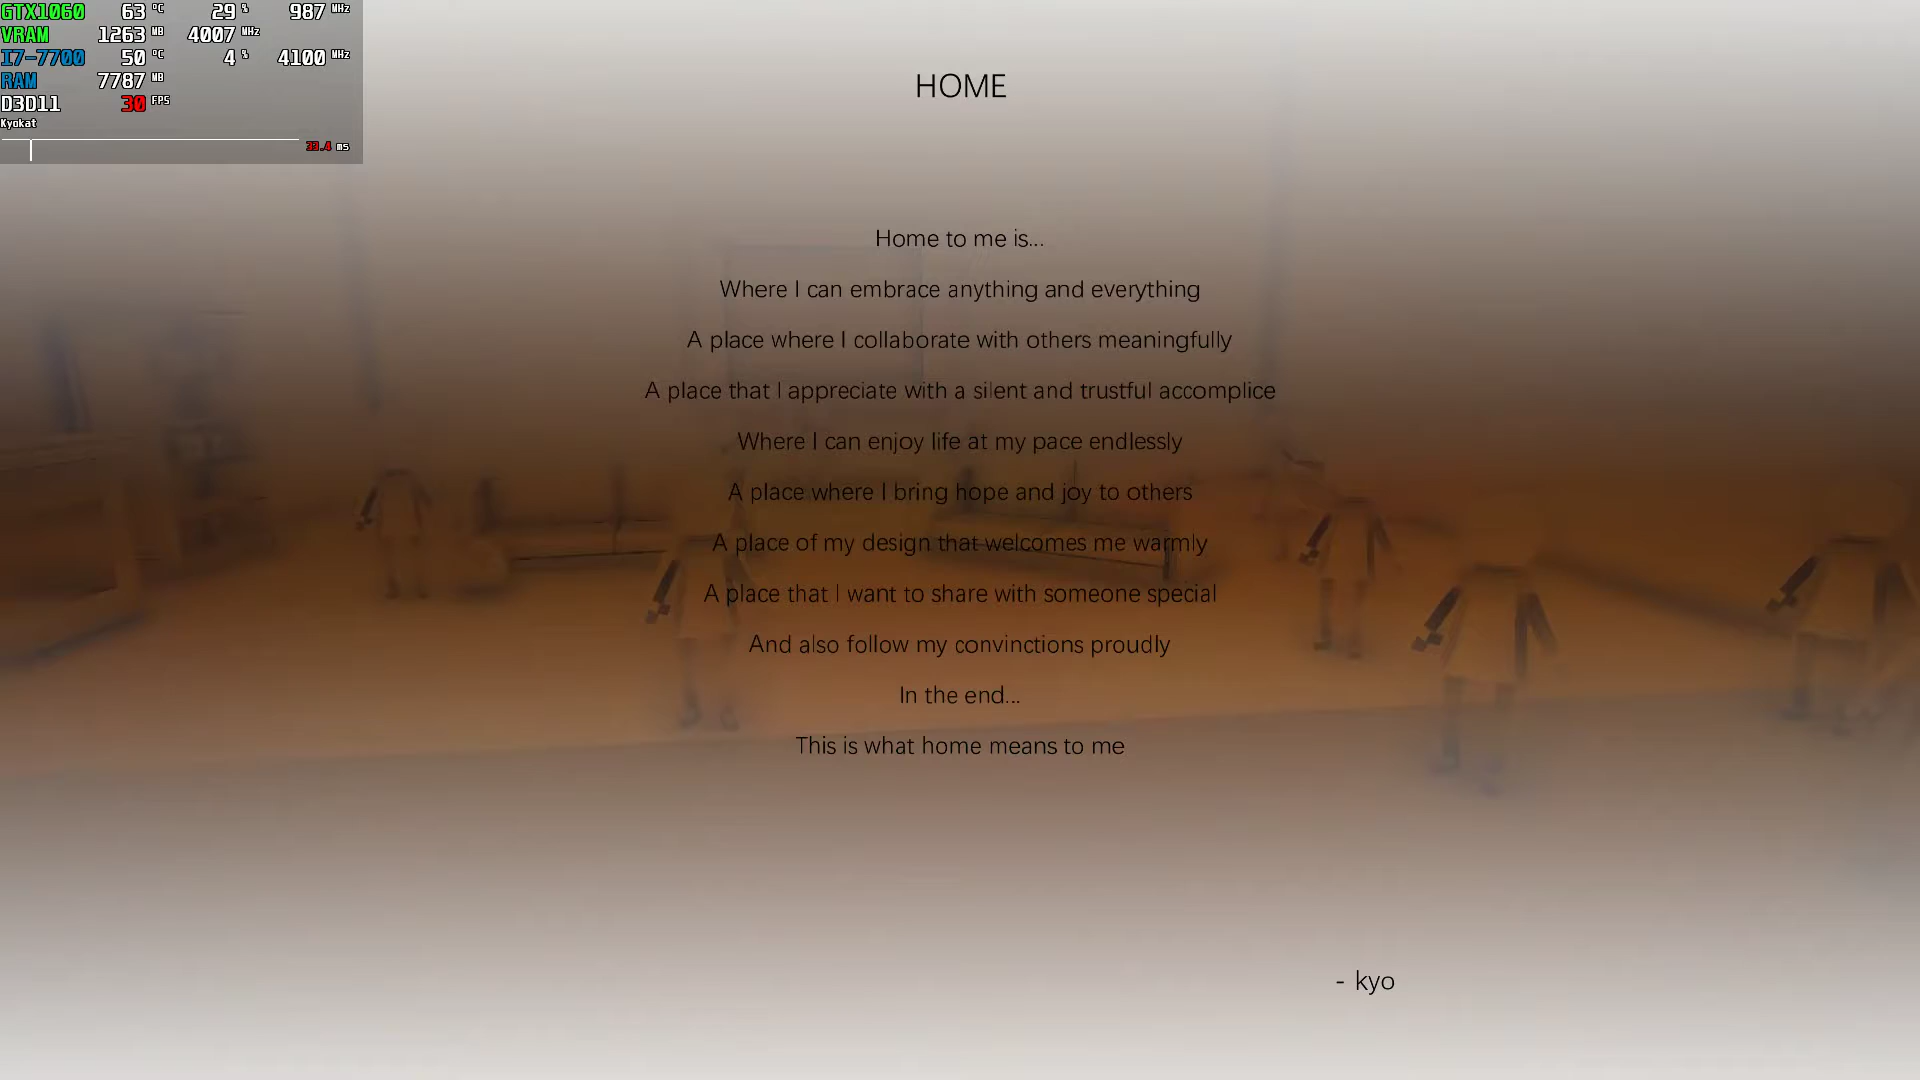 GTX1060 63 °C 29 % 987 MHz
VRAM 1263 MB 4007 MHz
I7-7700 50 °C 4 % 4100 MHz
RAM 7787 MB
D3D11 30 FPS
Kyokat
33.4 ms
HOME
Home to me is...
Where I can embrace anything and everything
A place where I collaborate with others meaningfully
A place that I appreciate with a silent and trustful accomplice
Where I can enjoy life at my pace endlessly
A place where I bring hope and joy to others
A place of my design that welcomes me warmly
A place that I want to share with someone special
And also follow my convinctions proudly
In the end...
This is what home means to me
- kyo